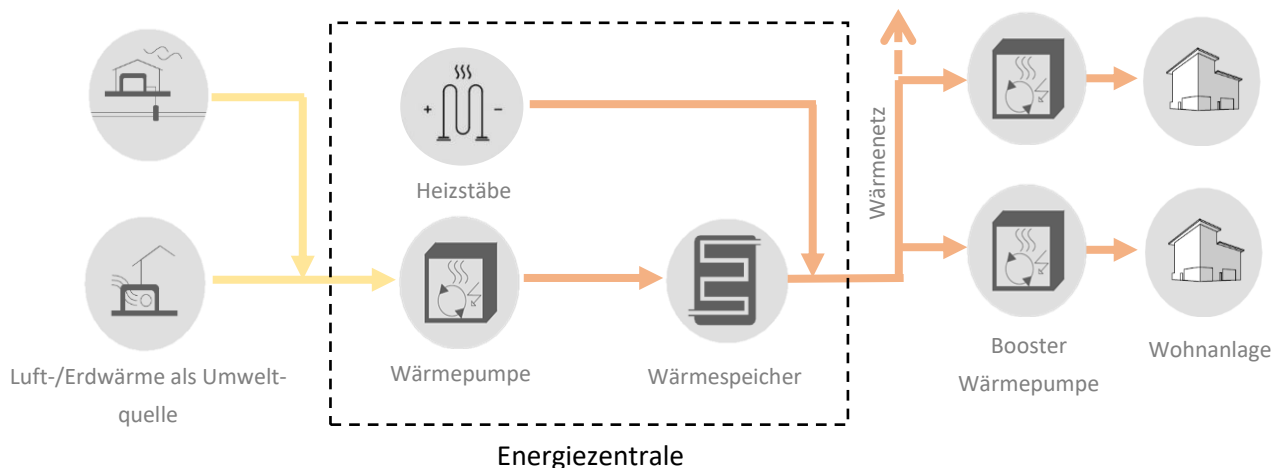 Heizstäbe
Wärmenetz
Luft-/Erdwärme als Umwelt-
quelle
Wärmepumpe
Wärmespeicher
Booster
Wärmepumpe
Wohnanlage
Energiezentrale